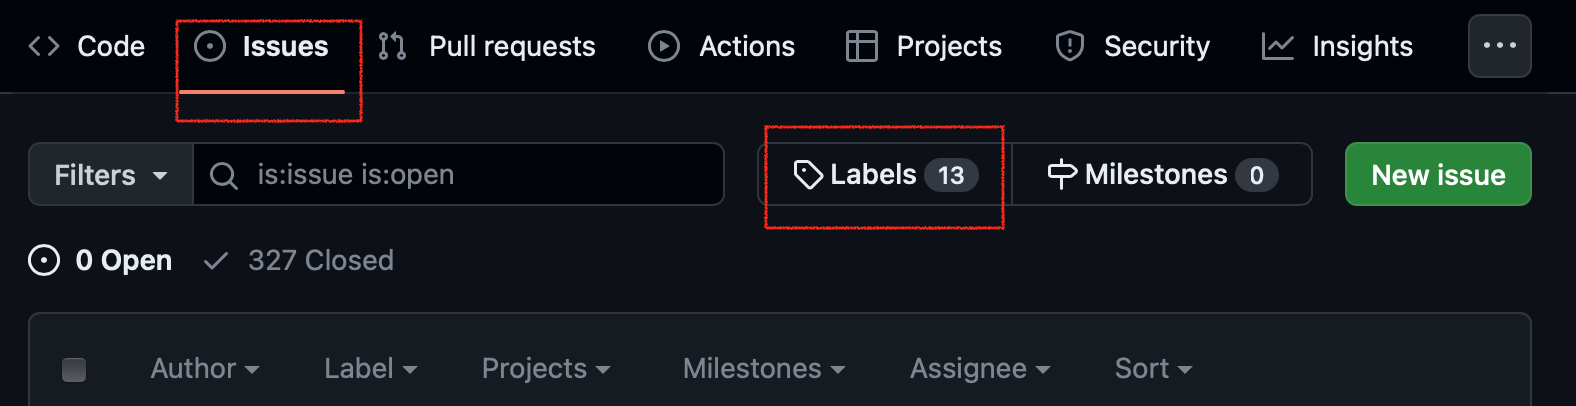 Code Issues Pull requests Actions Projects Security Insights
Filters is:issue is:open Labels 13 Milestones 0 New issue
0 Open 327 Closed
Author Label Projects Milestones Assignee Sort